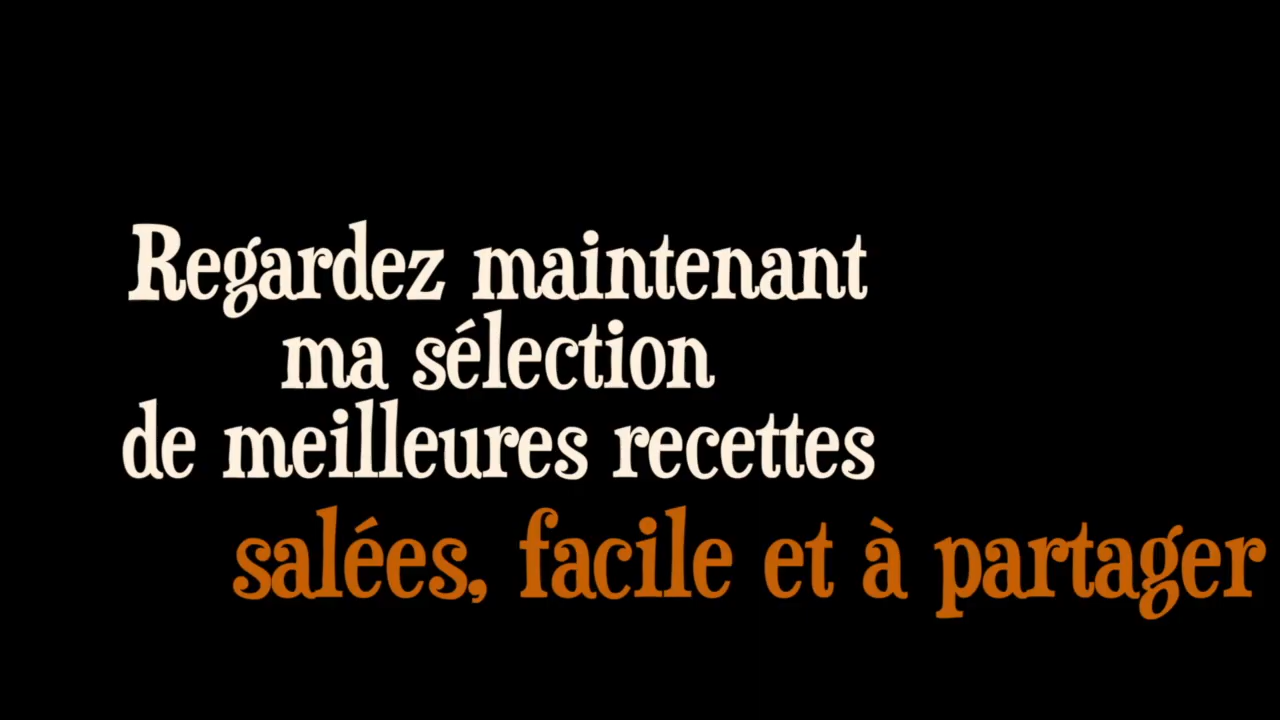 Regardez maintenant
ma sélection
de meilleures recettes
salées, facile et à partager